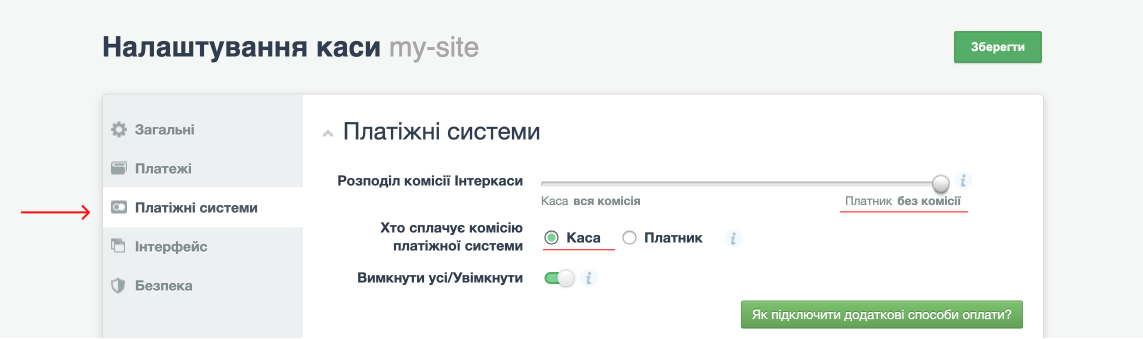 Налаштування каси my-site
Зберегти
Загальні
Платежі
Платіжні системи
Інтерфейс
Безпека
Платіжні системи
Розподіл комісії Інтеркаси
Каса вся комісія
Платник без комісії
Хто сплачує комісію
платіжної системи
Каса
Платник
Вимкнути усі/Увімкнути
Як підключити додаткові способи оплати?